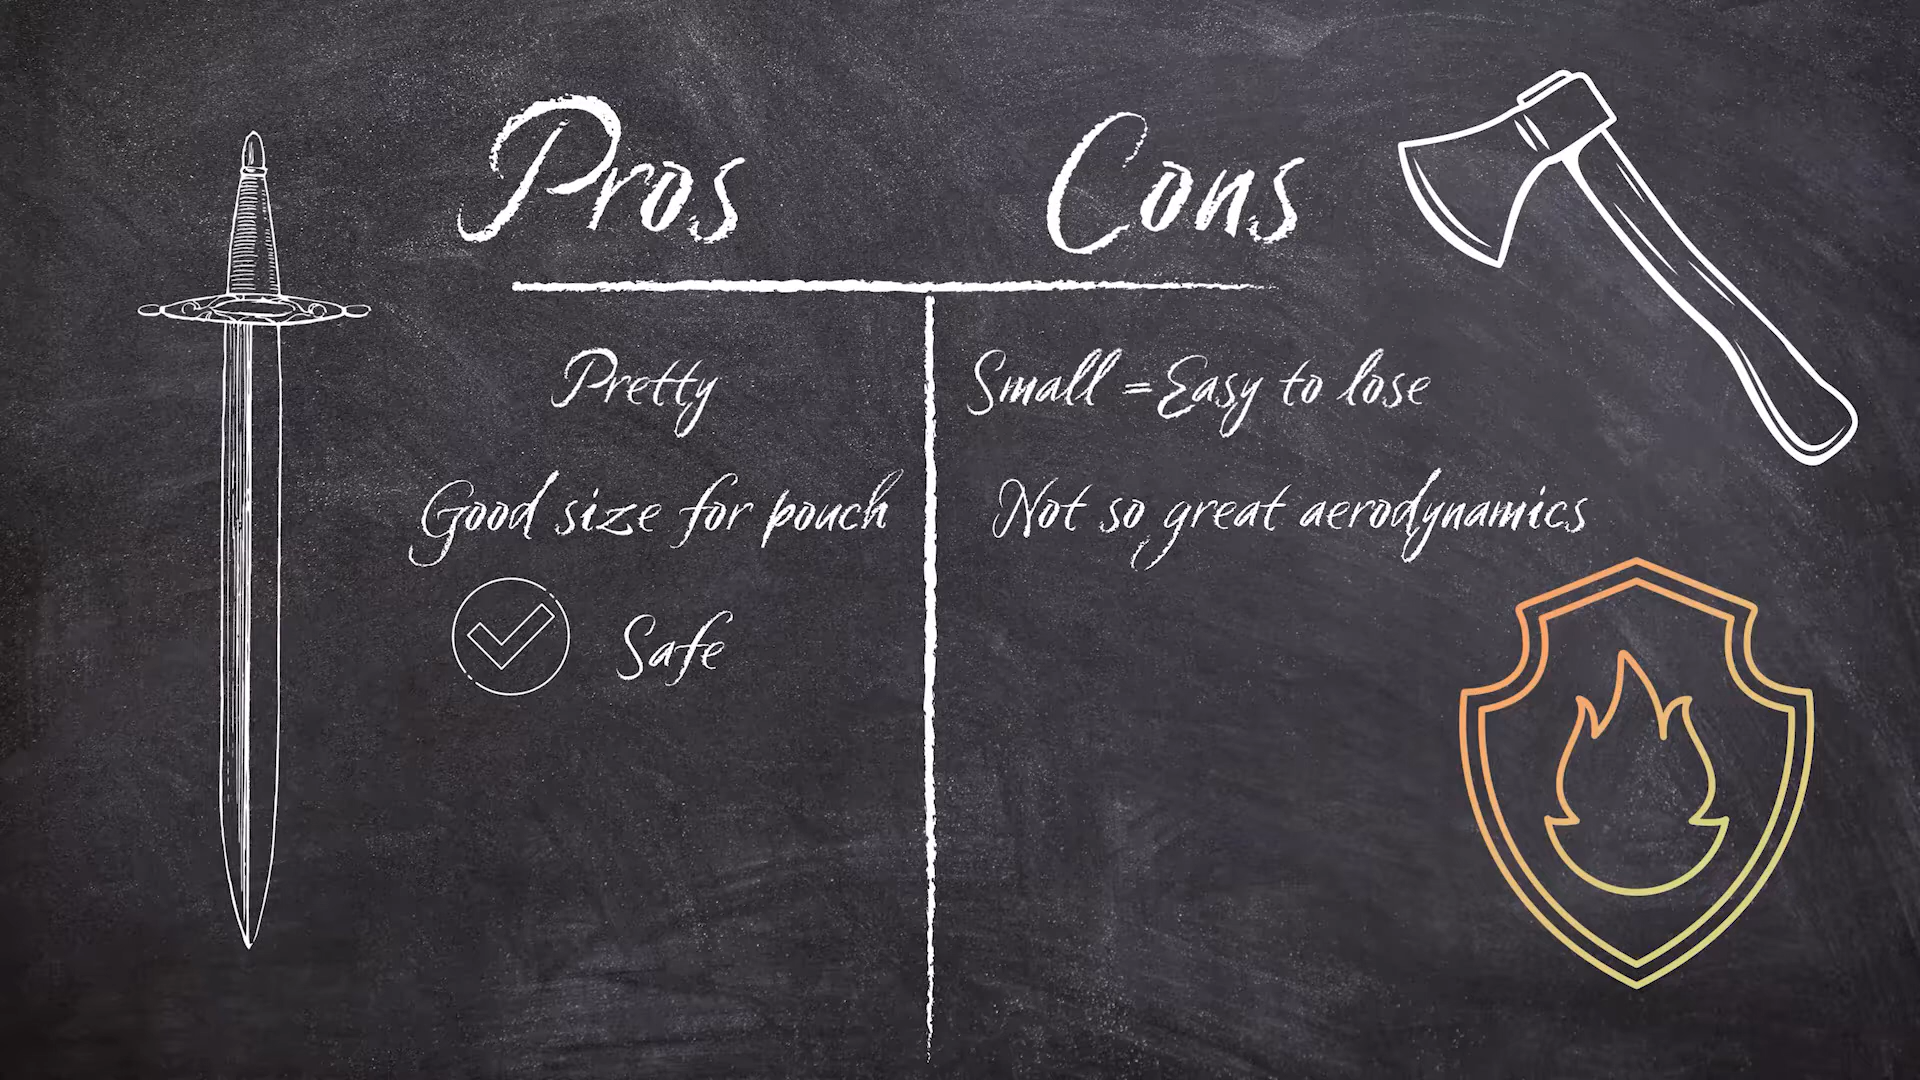 Pros
Cons
Pretty
Good size for pouch
Safe
Small = Easy to lose
Not so great aerodynamics